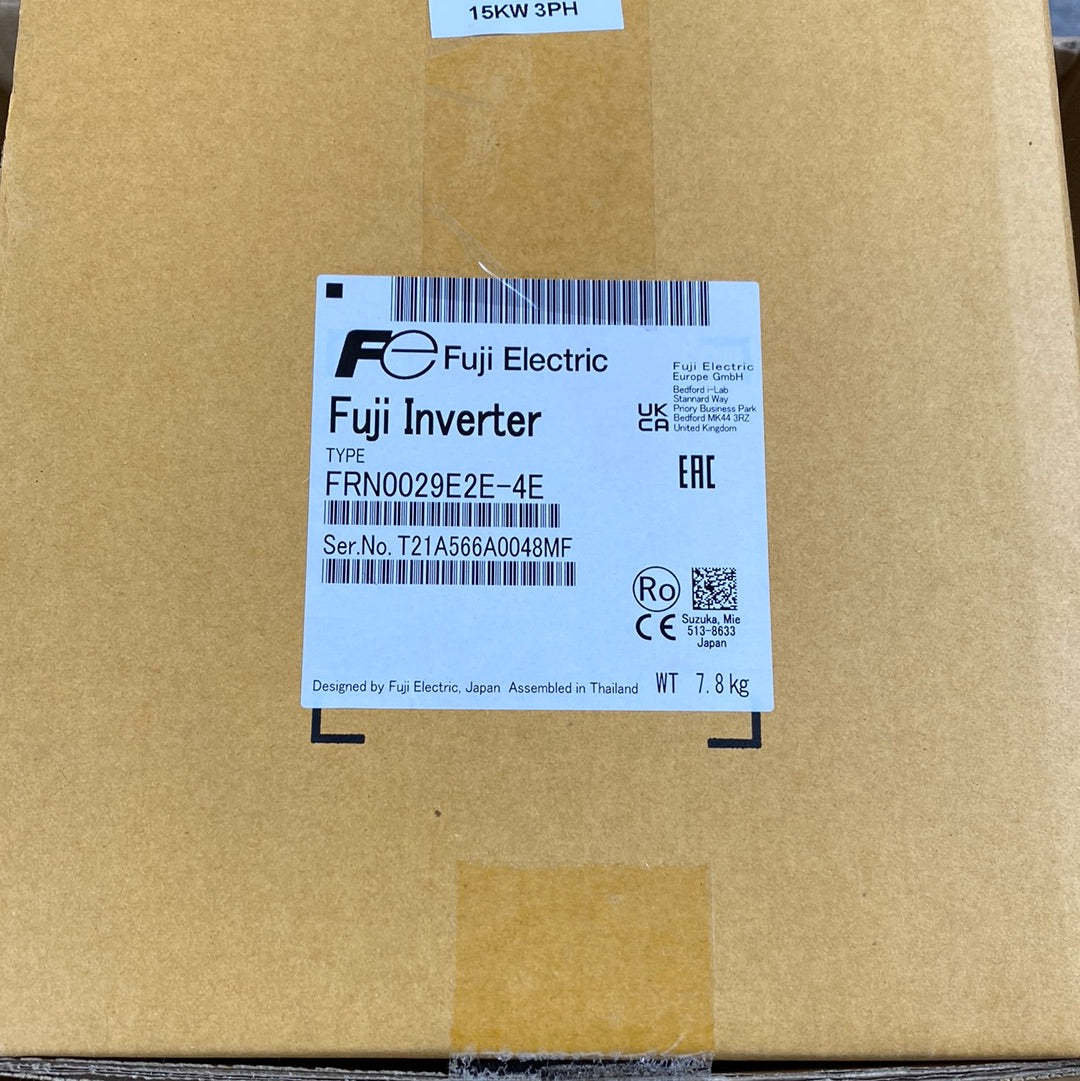 15KW 3PH
Fe Fuji Electric
Fuji Inverter
TYPE
FRN0029E2E-4E
Ser.No. T21A566A0048MF
Fuji Electric
Europe GmbH
Bedford i-Lab
Stannard Way
Priory Business Park
Bedford MK44 3RZ
United Kingdom
UK
CA
EAC
Ro
CE
Suzuka, Mie
513-8633
Japan
Designed by Fuji Electric, Japan Assembled in Thailand
WT 7.8kg